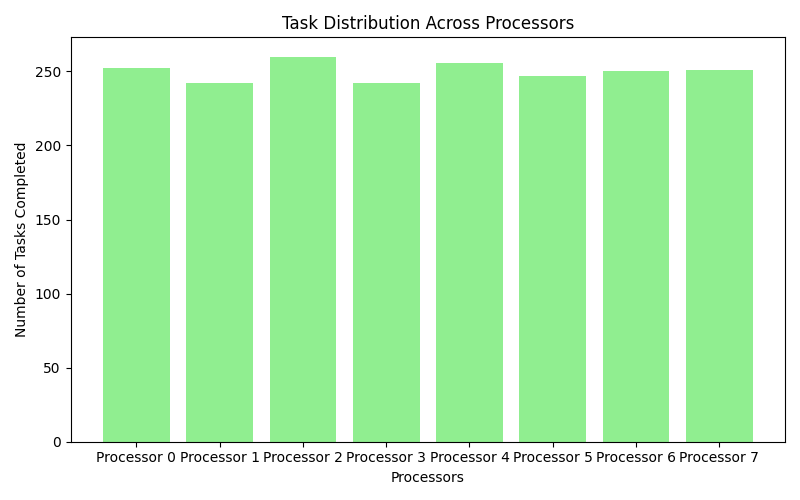 Task Distribution Across Processors
Number of Tasks Completed
250
200
150
100
50
0
Processor 0 Processor 1 Processor 2 Processor 3 Processor 4 Processor 5 Processor 6 Processor 7
Processors